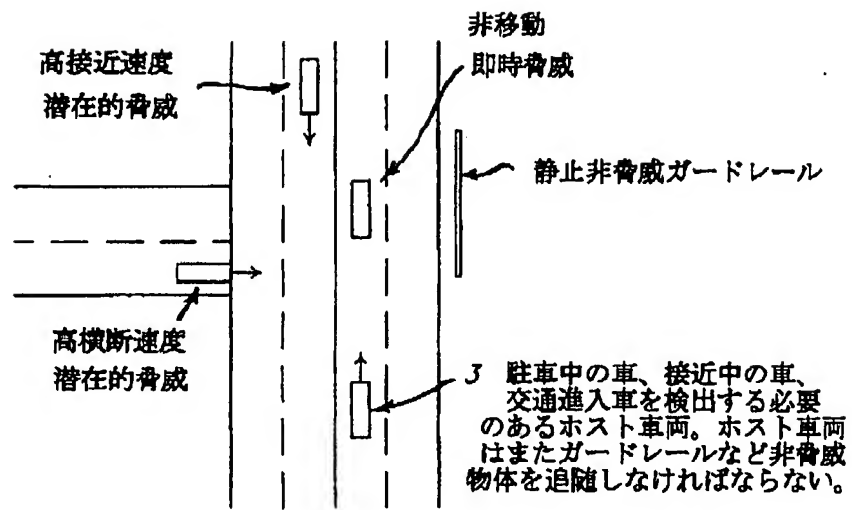 非移動
即時脅威
高接近速度
潜在的脅威
静止非脅威ガードレール
高横断速度
潜在的脅威
3 駐車中の車、接近中の車、
交通進入車を検出する必要
のあるホスト車両。ホスト車両
はまたガードレールなど非脅威
物体を追随しなければならない。